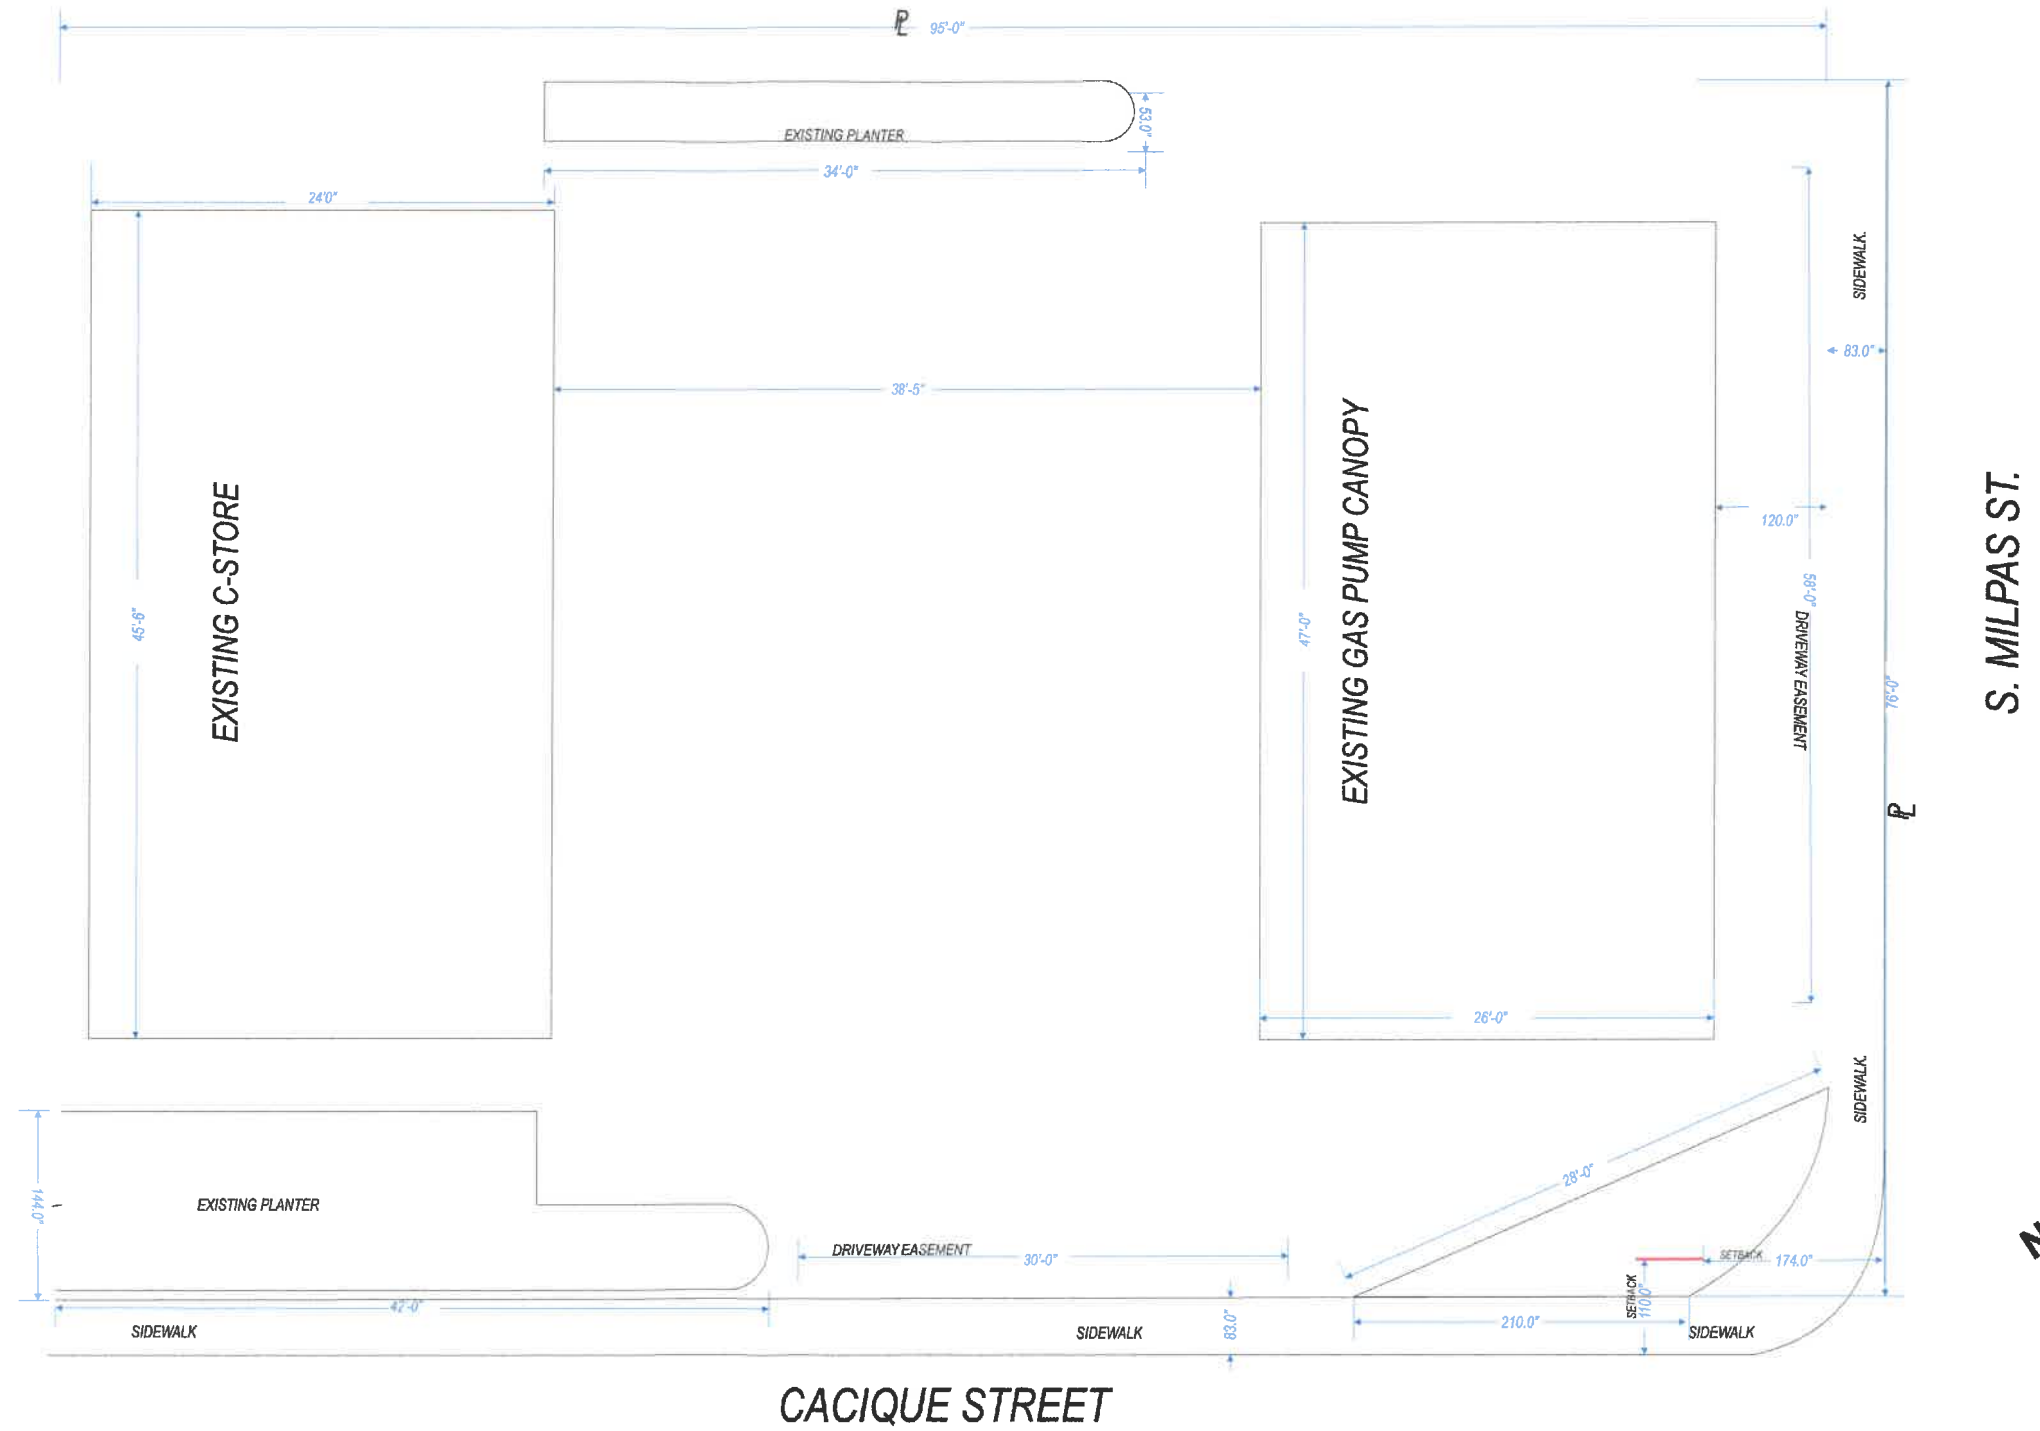 PL 95'-0"
EXISTING PLANTER
53.0"
34'-0"
24'0"
SIDEWALK.
83.0"
38'-5"
EXISTING C-STORE
45'-6"
EXISTING GAS PUMP CANOPY
47'-0"
120.0"
58'-0"
DRIVEWAY EASEMENT
76'-0"
S. MILPAS ST.
PL
26'-0"
SIDEWALK.
144.0"
EXISTING PLANTER
28'-0"
DRIVEWAY EASEMENT
30'-0"
SETBACK 174.0"
SETBACK
110.0"
42'-0"
SIDEWALK
SIDEWALK
83.0"
210.0"
SIDEWALK
CACIQUE STREET